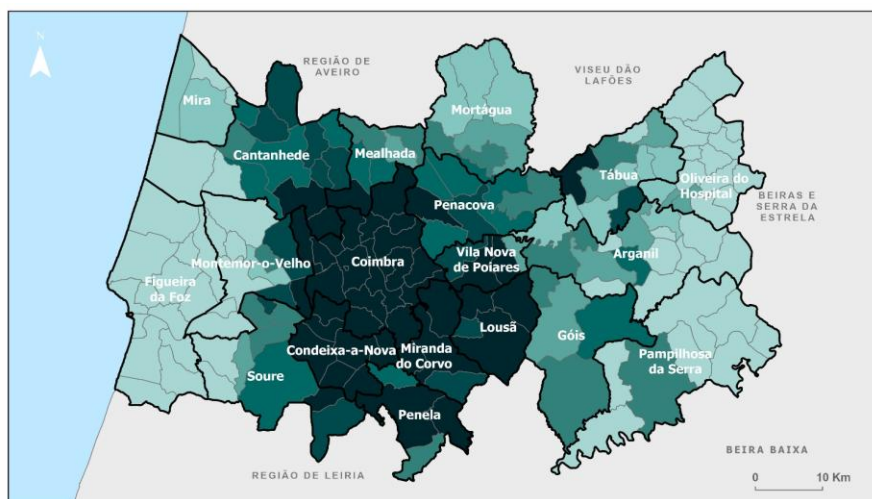 N
REGIÃO DE
AVEIRO
VISEU DÃO
LAFÕES
Mira
Mortágua
Cantanhede
Mealhada
Tábua
Oliveira do
Hospital
BEIRAS E
SERRA DA
ESTRELA
Penacova
Coimbra
Vila Nova
de Poiares
Arganil
Montemor-o-Velho
Figueira
da Foz
Lousã
Góis
Condeixa-a-Nova
Miranda
do Corvo
Pampilhosa
da Serra
Soure
Penela
BEIRA BAIXA
REGIÃO DE LEIRIA
0 10 Km